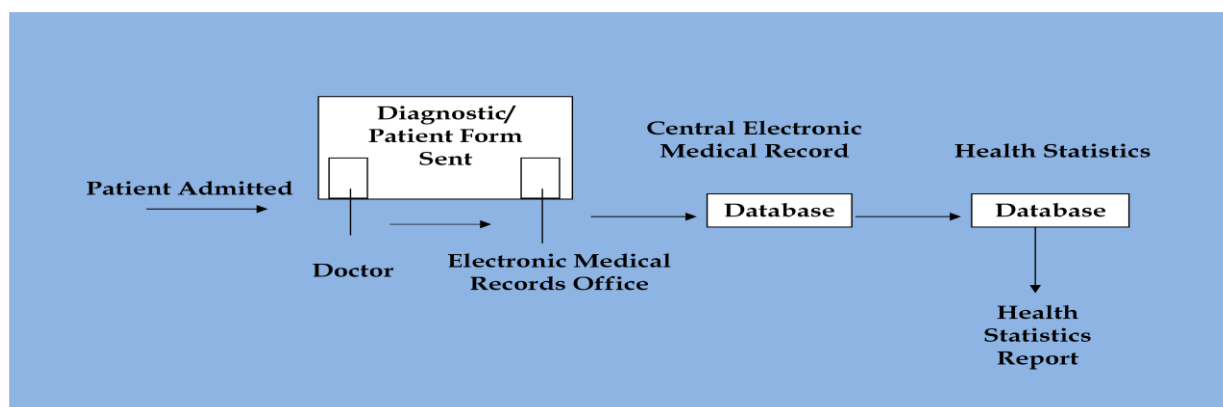 Patient Admitted
Diagnostic/
Patient Form
Sent
Doctor
Electronic Medical
Records Office
Central Electronic
Medical Record
Database
Health Statistics
Database
Health
Statistics
Report